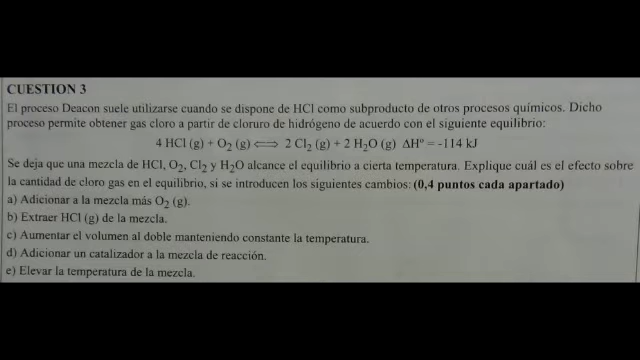 CUESTION 3
El proceso Deacon suele utilizarse cuando se dispone de HCl como subproducto de otros procesos químicos. Dicho
proceso permite obtener gas cloro a partir de cloruro de hidrógeno de acuerdo con el siguiente equilibrio:
4 HCl (g) + O₂ (g) ⟺ 2 Cl₂ (g) + 2 H₂O (g) ΔHº = -114 kJ
Se deja que una mezcla de HCl, O₂, Cl₂ y H₂O alcance el equilibrio a cierta temperatura. Explique cuál es el efecto sobre
la cantidad de cloro gas en el equilibrio, si se introducen los siguientes cambios: (0,4 puntos cada apartado)
a) Adicionar a la mezcla más O₂ (g).
b) Extraer HCl (g) de la mezcla.
c) Aumentar el volumen al doble manteniendo constante la temperatura.
d) Adicionar un catalizador a la mezcla de reacción.
e) Elevar la temperatura de la mezcla.